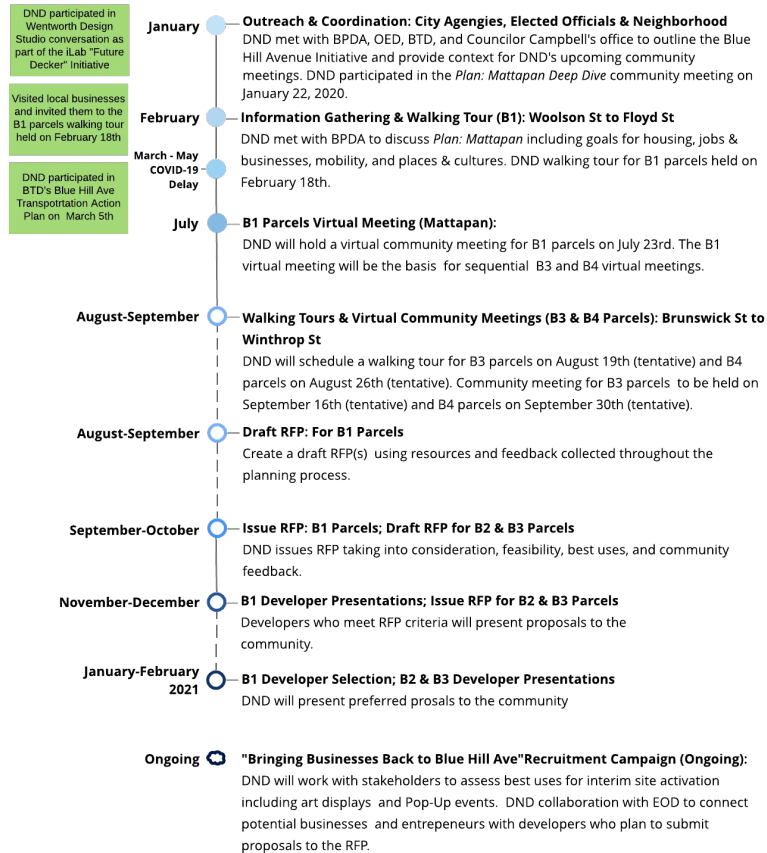 DND participated in
Wentworth Design
Studio conversation as
part of the iLab "Future
Decker" Initiative
Visited local businesses
and invited them to the
B1 parcels walking tour
held on February 18th
DND participated in
BTD's Blue Hill Ave
Transpotrtation Action
Plan on March 5th
January
Outreach & Coordination: City Agengies, Elected Officials & Neighborhood
DND met with BPDA, OED, BTD, and Councilor Campbell's office to outline the Blue
Hill Avenue Initiative and provide context for DND's upcoming community
meetings. DND participated in the Plan: Mattapan Deep Dive community meeting on
January 22, 2020.
February
Information Gathering & Walking Tour (B1): Woolson St to Floyd St
DND met with BPDA to discuss Plan: Mattapan including goals for housing, jobs &
businesses, mobility, and places & cultures. DND walking tour for B1 parcels held on
February 18th.
March - May
COVID-19
Delay
July
B1 Parcels Virtual Meeting (Mattapan):
DND will hold a virtual community meeting for B1 parcels on July 23rd. The B1
virtual meeting will be the basis for sequential B3 and B4 virtual meetings.
August-September
Walking Tours & Virtual Community Meetings (B3 & B4 Parcels): Brunswick St to
Winthrop St
DND will schedule a walking tour for B3 parcels on August 19th (tentative) and B4
parcels on August 26th (tentative). Community meeting for B3 parcels to be held on
September 16th (tentative) and B4 parcels on September 30th (tentative).
August-September
Draft RFP: For B1 Parcels
Create a draft RFP(s) using resources and feedback collected throughout the
planning process.
September-October
Issue RFP: B1 Parcels; Draft RFP for B2 & B3 Parcels
DND issues RFP taking into consideration, feasibility, best uses, and community
feedback.
November-December
B1 Developer Presentations; Issue RFP for B2 & B3 Parcels
Developers who meet RFP criteria will present proposals to the
community.
January-February
2021
B1 Developer Selection; B2 & B3 Developer Presentations
DND will present preferred prosals to the community
Ongoing
"Bringing Businesses Back to Blue Hill Ave"Recruitment Campaign (Ongoing):
DND will work with stakeholders to assess best uses for interim site activation
including art displays and Pop-Up events. DND collaboration with EOD to connect
potential businesses and entrepeneurs with developers who plan to submit
proposals to the RFP.